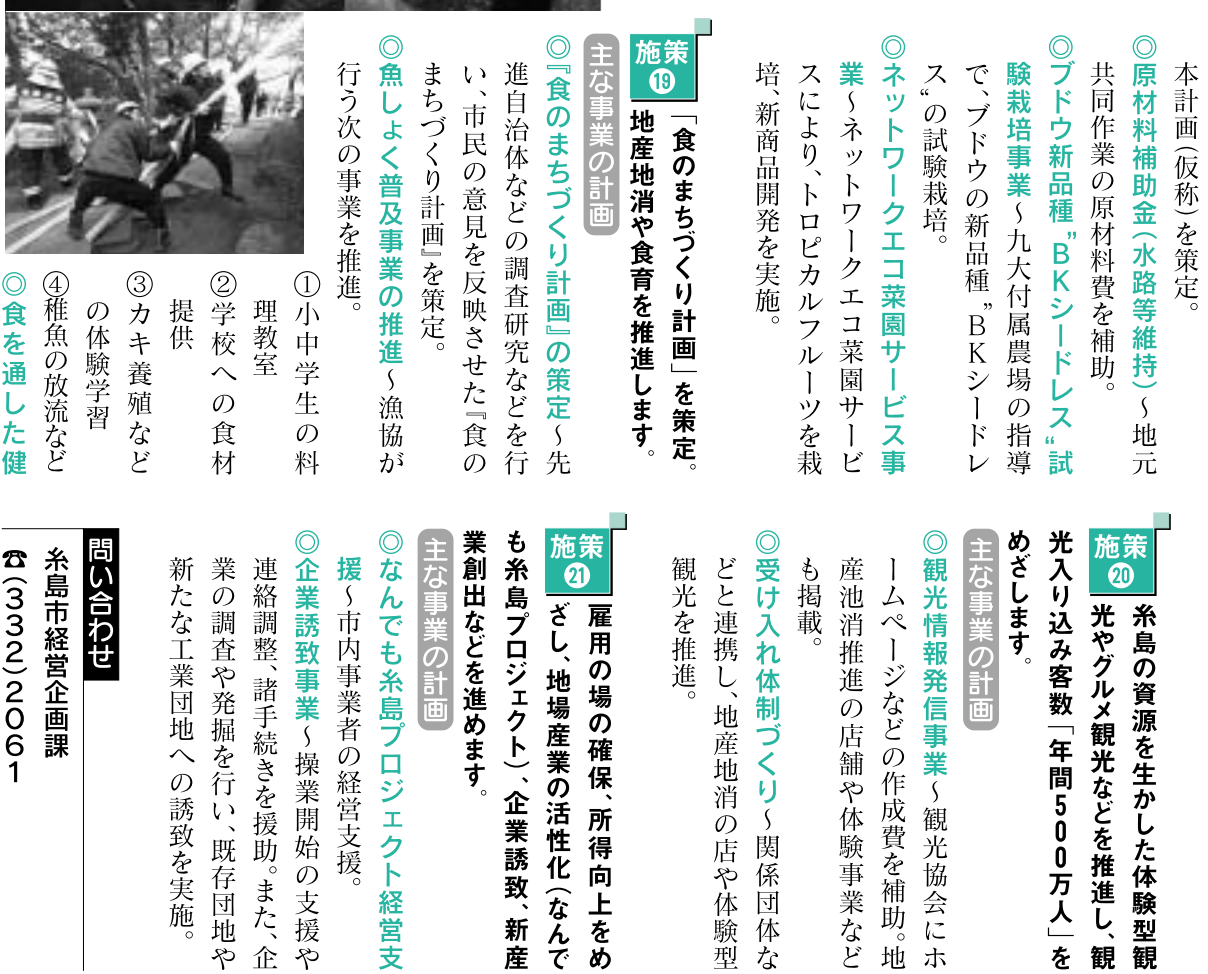 本計画(仮称)を策定。
◎原材料補助金(水路等維持)～地元
共同作業の原材料費を補助。
◎ブドウ新品種"BKシードレス"試
験栽培事業～九大付属農場の指導
で、ブドウの新品種"BKシードレ
ス"の試験栽培。
◎ネットワークエコ菜園サービス事
業～ネットワークエコ菜園サービ
スにより、トロピカルフルーツを栽
培、新商品開発を実施。
施策⑲
「食のまちづくり計画」を策定。
地産地消や食育を推進します。
主な事業の計画
◎『食のまちづくり計画』の策定～先
進自治体などの調査研究などを行
い、市民の意見を反映させた『食の
まちづくり計画』を策定。
◎魚しょく普及事業の推進～漁協が
行う次の事業を推進。
①小中学生の料
理教室
②学校への食材
提供
③カキ養殖など
の体験学習
④稚魚の放流など
◎食を通した健
施策⑳
糸島の資源を生かした体験型観
光やグルメ観光などを推進し、観
光入り込み客数「年間500万人」を
めざします。
主な事業の計画
◎観光情報発信事業～観光協会にホ
ームページなどの作成費を補助。地
産池消推進の店舗や体験事業など
も掲載。
◎受け入れ体制づくり～関係団体な
どと連携し、地産地消の店や体験型
観光を推進。
施策㉑
雇用の場の確保、所得向上をめ
ざし、地場産業の活性化(なんで
も糸島プロジェクト)、企業誘致、新産
業創出などを進めます。
主な事業の計画
◎なんでも糸島プロジェクト経営支
援～市内事業者の経営支援。
◎企業誘致事業～操業開始の支援や
連絡調整、諸手続きを援助。また、企
業の調査や発掘を行い、既存団地や
新たな工業団地への誘致を実施。
問い合わせ
糸島市経営企画課
☎(332)2061